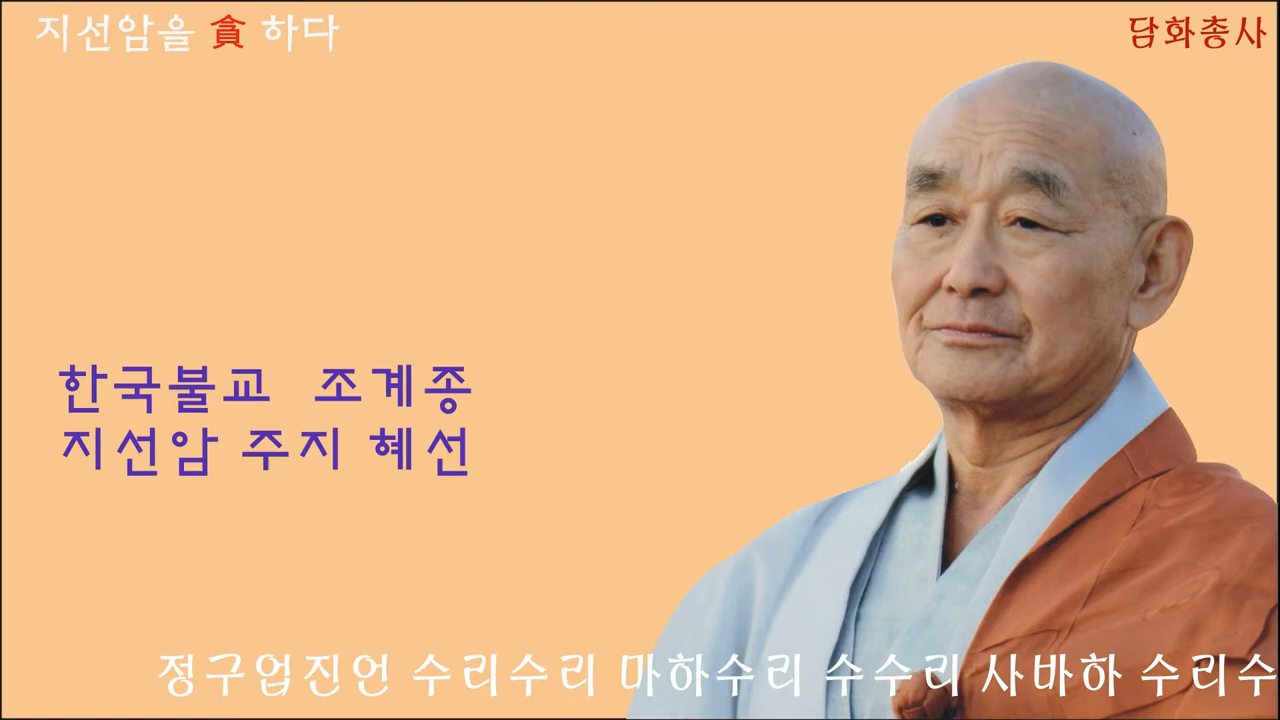 지선암을 貪 하다
담화총사
한국불교 조계종
지선암 주지 혜선
정구업진언 수리수리 마하수리 수수리 사바하 수리수